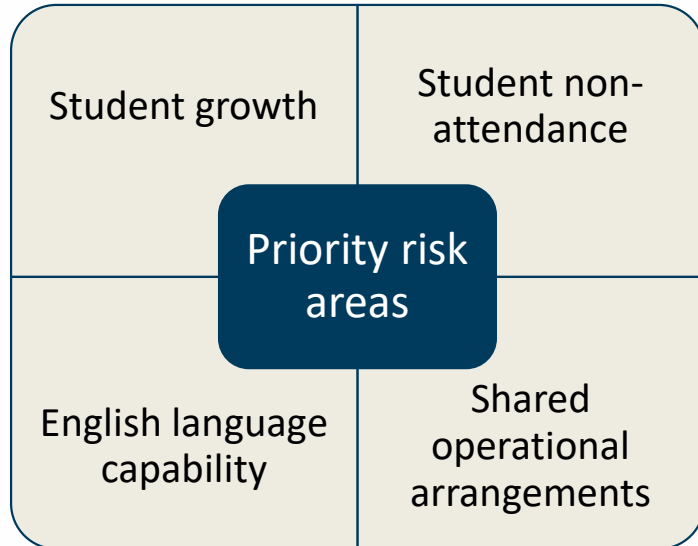 Student growth
Student non-
attendance
Priority risk
areas
English language
capability
Shared
operational
arrangements